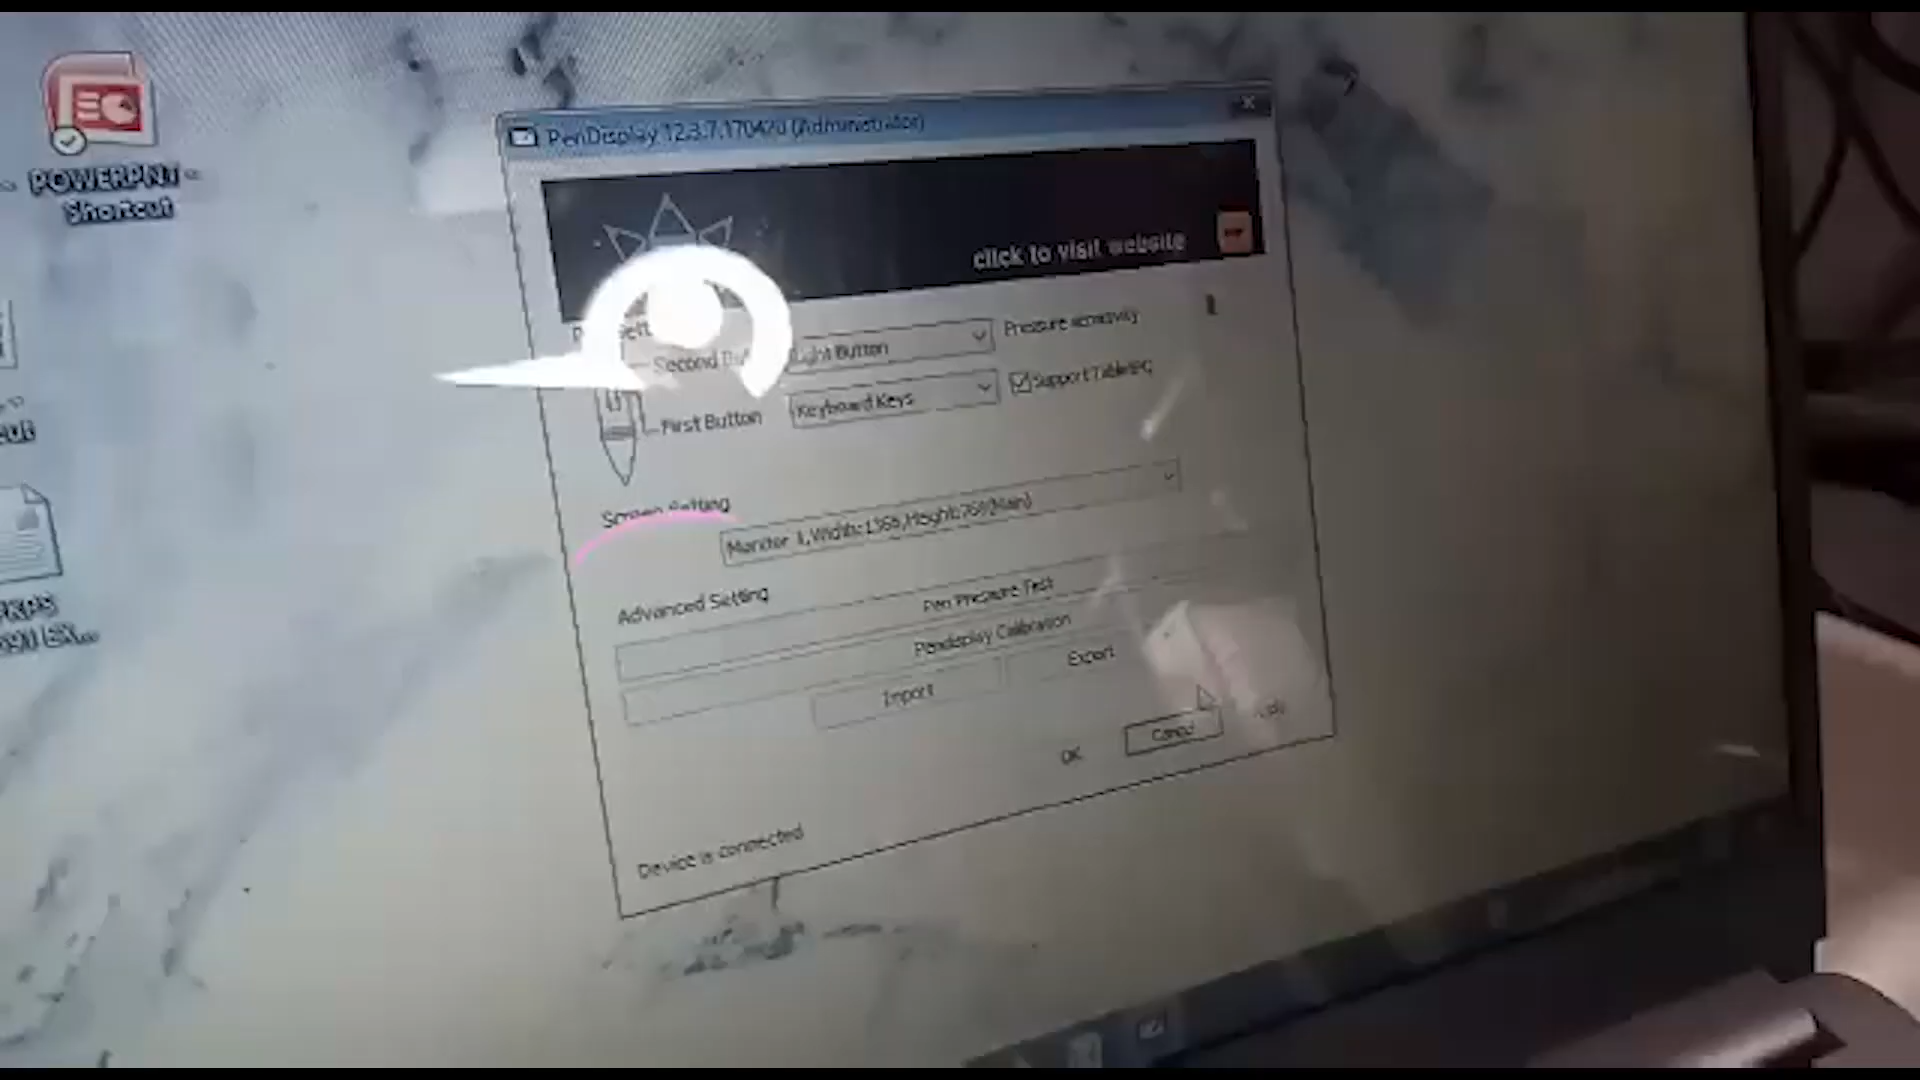 POWERPNT -
Shortcut
PenDisplay 12.3.7.170420 (Administrator)
click to visit website
Second
Right Button
Pressure sensitivity
First Button
Keyboard Keys
Support TabletPC
Screen Setting
Monitor 1,Width:1366,Height:768(Main)
Advanced Setting
Pen Pressure Test
Pendisplay Calibration
Import
Export
OK
Cancel
Apply
Device is connected